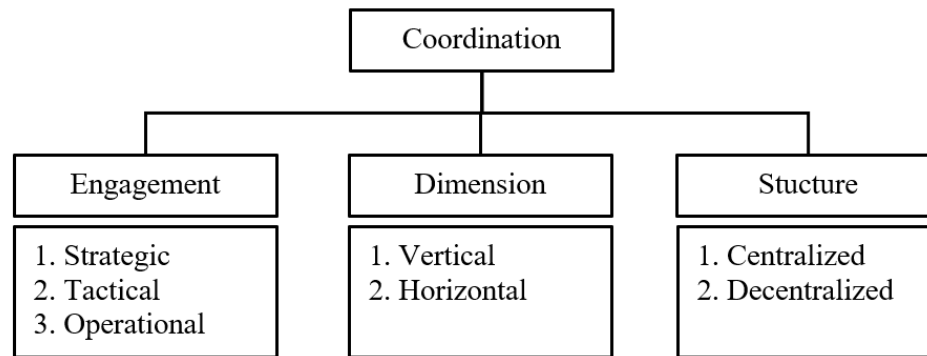 Coordination
Engagement
Dimension
Stucture
1. Strategic
2. Tactical
3. Operational
1. Vertical
2. Horizontal
1. Centralized
2. Decentralized